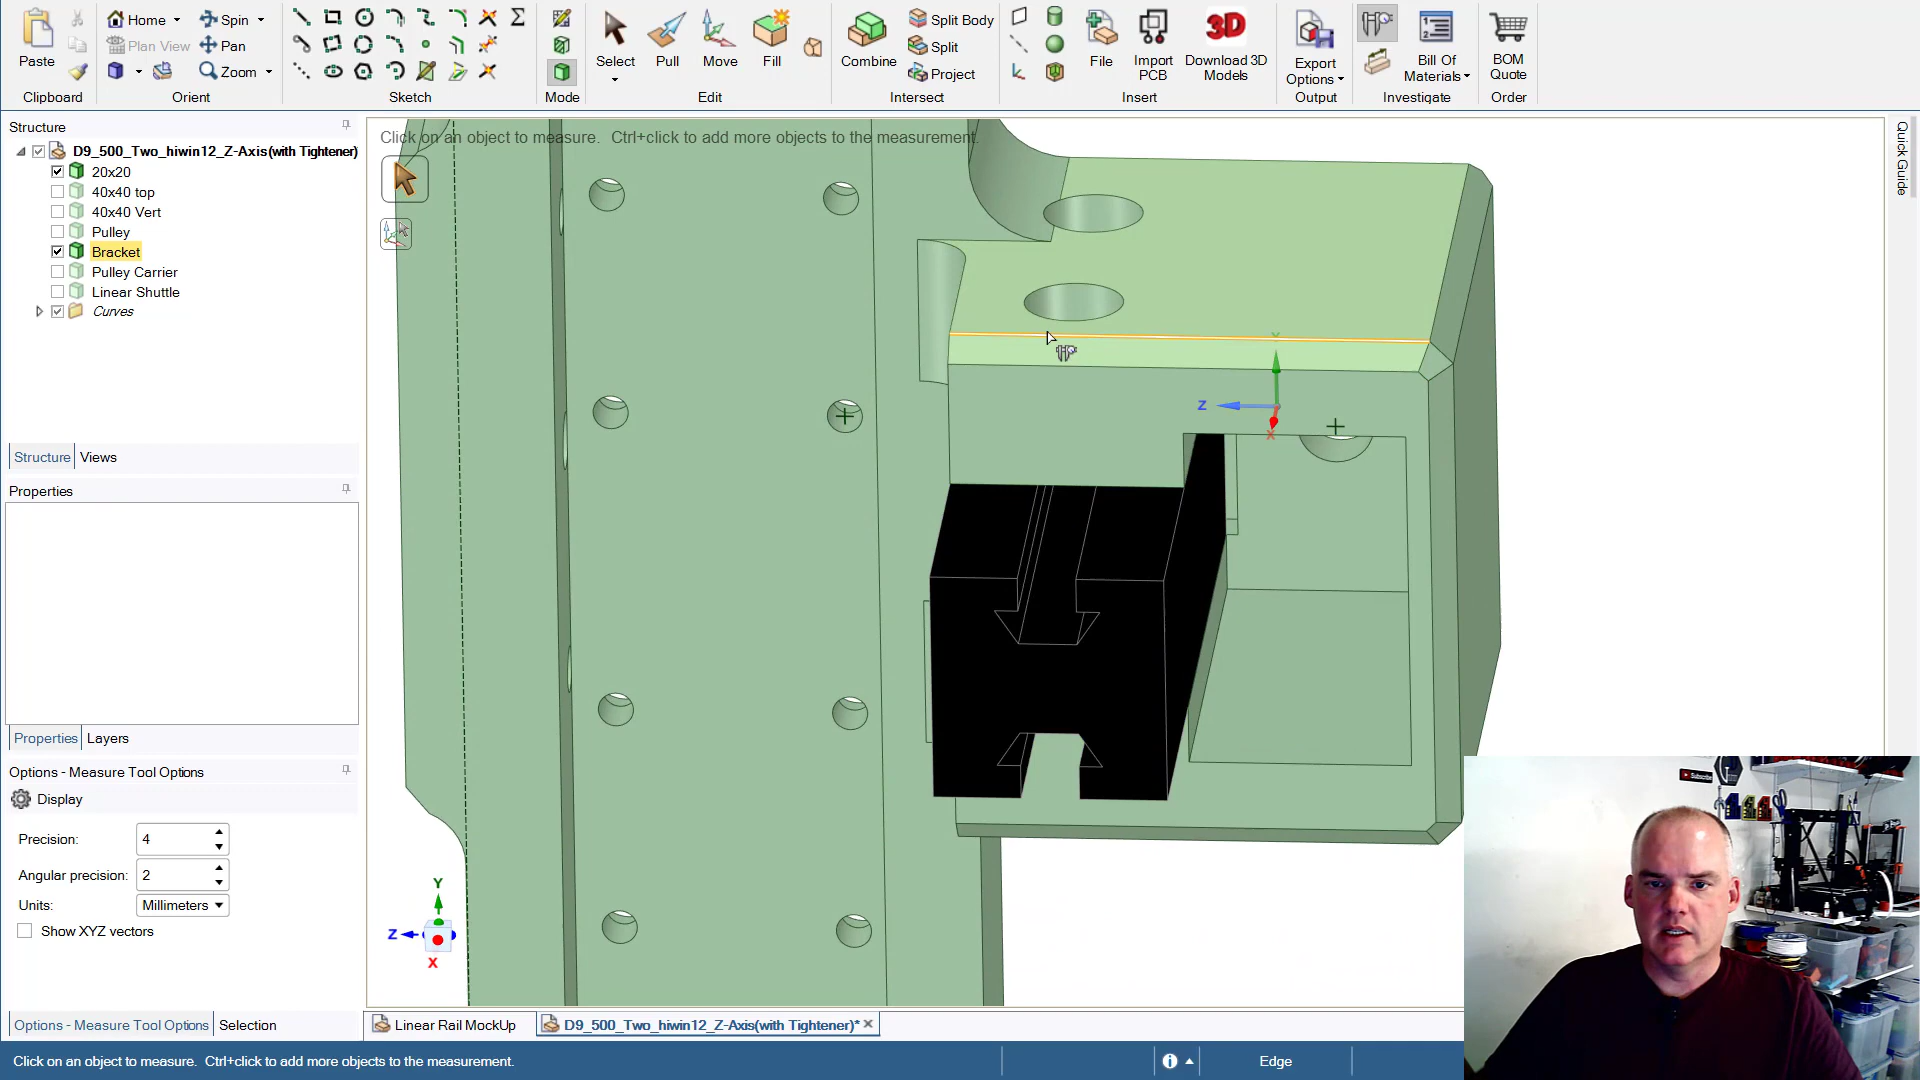 Paste
Clipboard
Home
Plan View
Spin
Pan
Zoom
Orient
Sketch
Mode
Select
Pull
Move
Fill
Edit
Combine
Split Body
Split
Project
Intersect
File
Import PCB
Download 3D Models
Insert
3D
Export Options
Output
Bill Of Materials
Investigate
BOM Quote
Order
Structure
D9_500_Two_hiwin12_Z-Axis(with Tightener)
20x20
40x40 top
40x40 Vert
Pulley
Bracket
Pulley Carrier
Linear Shuttle
Curves
Structure
Views
Properties
Properties
Layers
Options - Measure Tool Options
Display
Precision: 4
Angular precision: 2
Units: Millimeters
Show XYZ vectors
Options - Measure Tool Options
Selection
Click on an object to measure. Ctrl+click to add more objects to the measurement.
Quick Guide
Y
Z
X
Y
Z
X
Linear Rail MockUp
D9_500_Two_hiwin12_Z-Axis(with Tightener)*
Click on an object to measure. Ctrl+click to add more objects to the measurement.
Edge
Subscribe